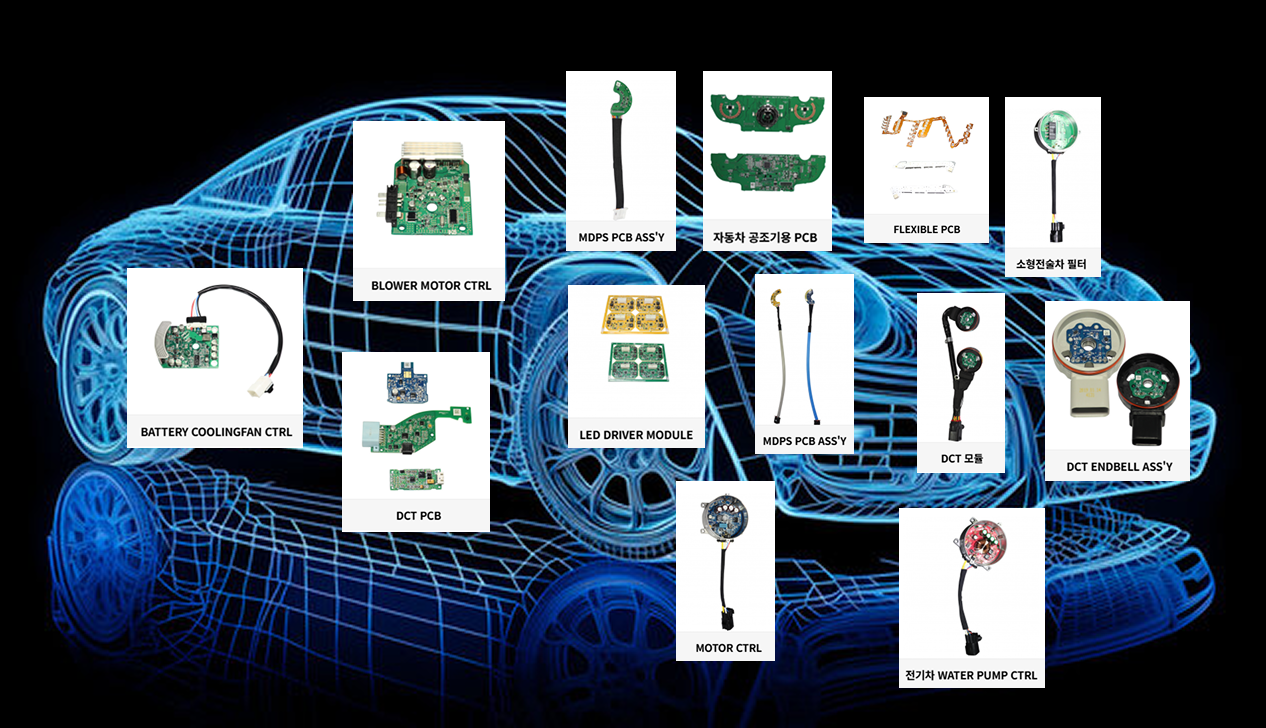 MDPS PCB ASS'Y
자동차 공조기용 PCB
FLEXIBLE PCB
소형전술차 필터
BLOWER MOTOR CTRL
BATTERY COOLINGFAN CTRL
LED DRIVER MODULE
MDPS PCB ASS'Y
DCT 모듈
DCT ENDBELL ASS'Y
DCT PCB
MOTOR CTRL
전기차 WATER PUMP CTRL